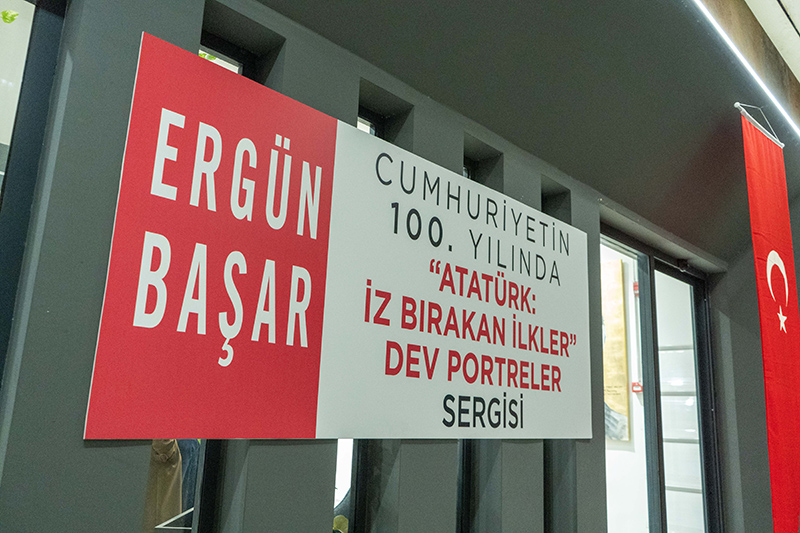 ERGÜN
BAŞAR
CUMHURİYETİN
100. YILINDA
“ATATÜRK:
İZ BIRAKAN İLKLER”
DEV PORTRELER
SERGİSİ